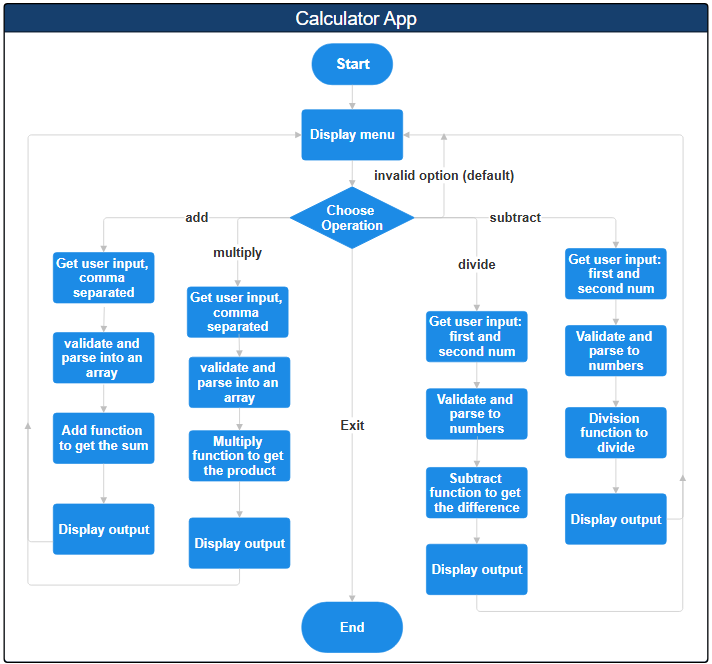 Calculator App
Start
Display menu
invalid option (default)
Choose
Operation
add
multiply
divide
subtract
Exit
Get user input,
comma
separated
validate and
parse into an
array
Add function
to get the sum
Display output
Get user input,
comma
separated
validate and
parse into an
array
Multiply
function to get
the product
Display output
Get user input:
first and
second num
Validate and
parse to
numbers
Subtract
function to get
the difference
Display output
Get user input:
first and
second num
Validate and
parse to
numbers
Division
function to
divide
Display output
End